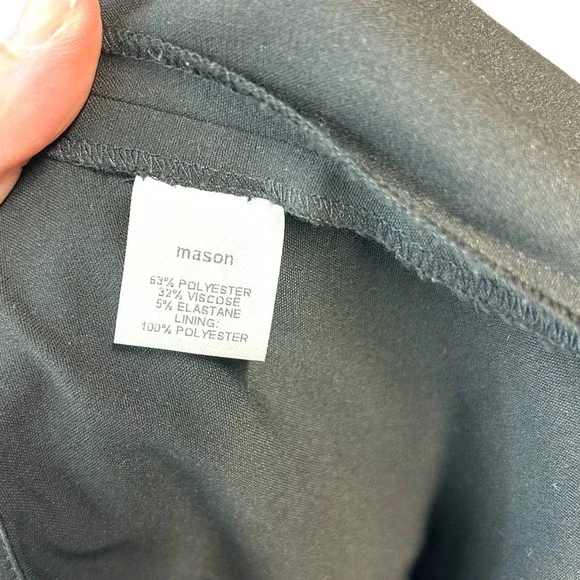 mason
63% POLYESTER
32% VISCOSE
5% ELASTANE
LINING:
100% POLYESTER